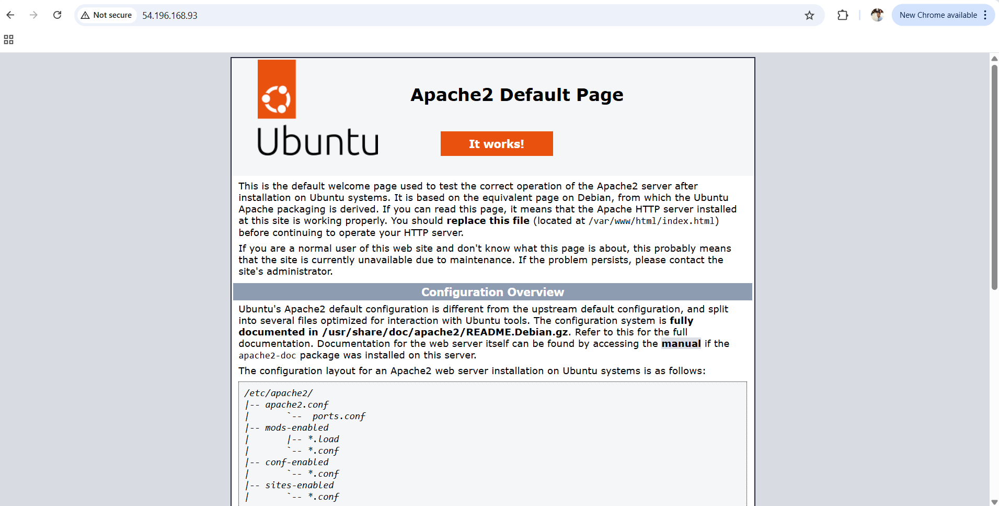 Not secure
54.196.168.93
New Chrome available
Ubuntu
Apache2 Default Page
It works!
This is the default welcome page used to test the correct operation of the Apache2 server after
installation on Ubuntu systems. It is based on the equivalent page on Debian, from which the Ubuntu
Apache packaging is derived. If you can read this page, it means that the Apache HTTP server installed
at this site is working properly. You should replace this file (located at /var/www/html/index.html)
before continuing to operate your HTTP server.
If you are a normal user of this web site and don't know what this page is about, this probably means
that the site is currently unavailable due to maintenance. If the problem persists, please contact the
site's administrator.
Configuration Overview
Ubuntu's Apache2 default configuration is different from the upstream default configuration, and split
into several files optimized for interaction with Ubuntu tools. The configuration system is fully
documented in /usr/share/doc/apache2/README.Debian.gz. Refer to this for the full
documentation. Documentation for the web server itself can be found by accessing the manual if the
apache2-doc package was installed on this server.
The configuration layout for an Apache2 web server installation on Ubuntu systems is as follows:
/etc/apache2/
|-- apache2.conf
|       `--  ports.conf
|-- mods-enabled
|       |-- *.load
|       `-- *.conf
|-- conf-enabled
|       `-- *.conf
|-- sites-enabled
|       `-- *.conf